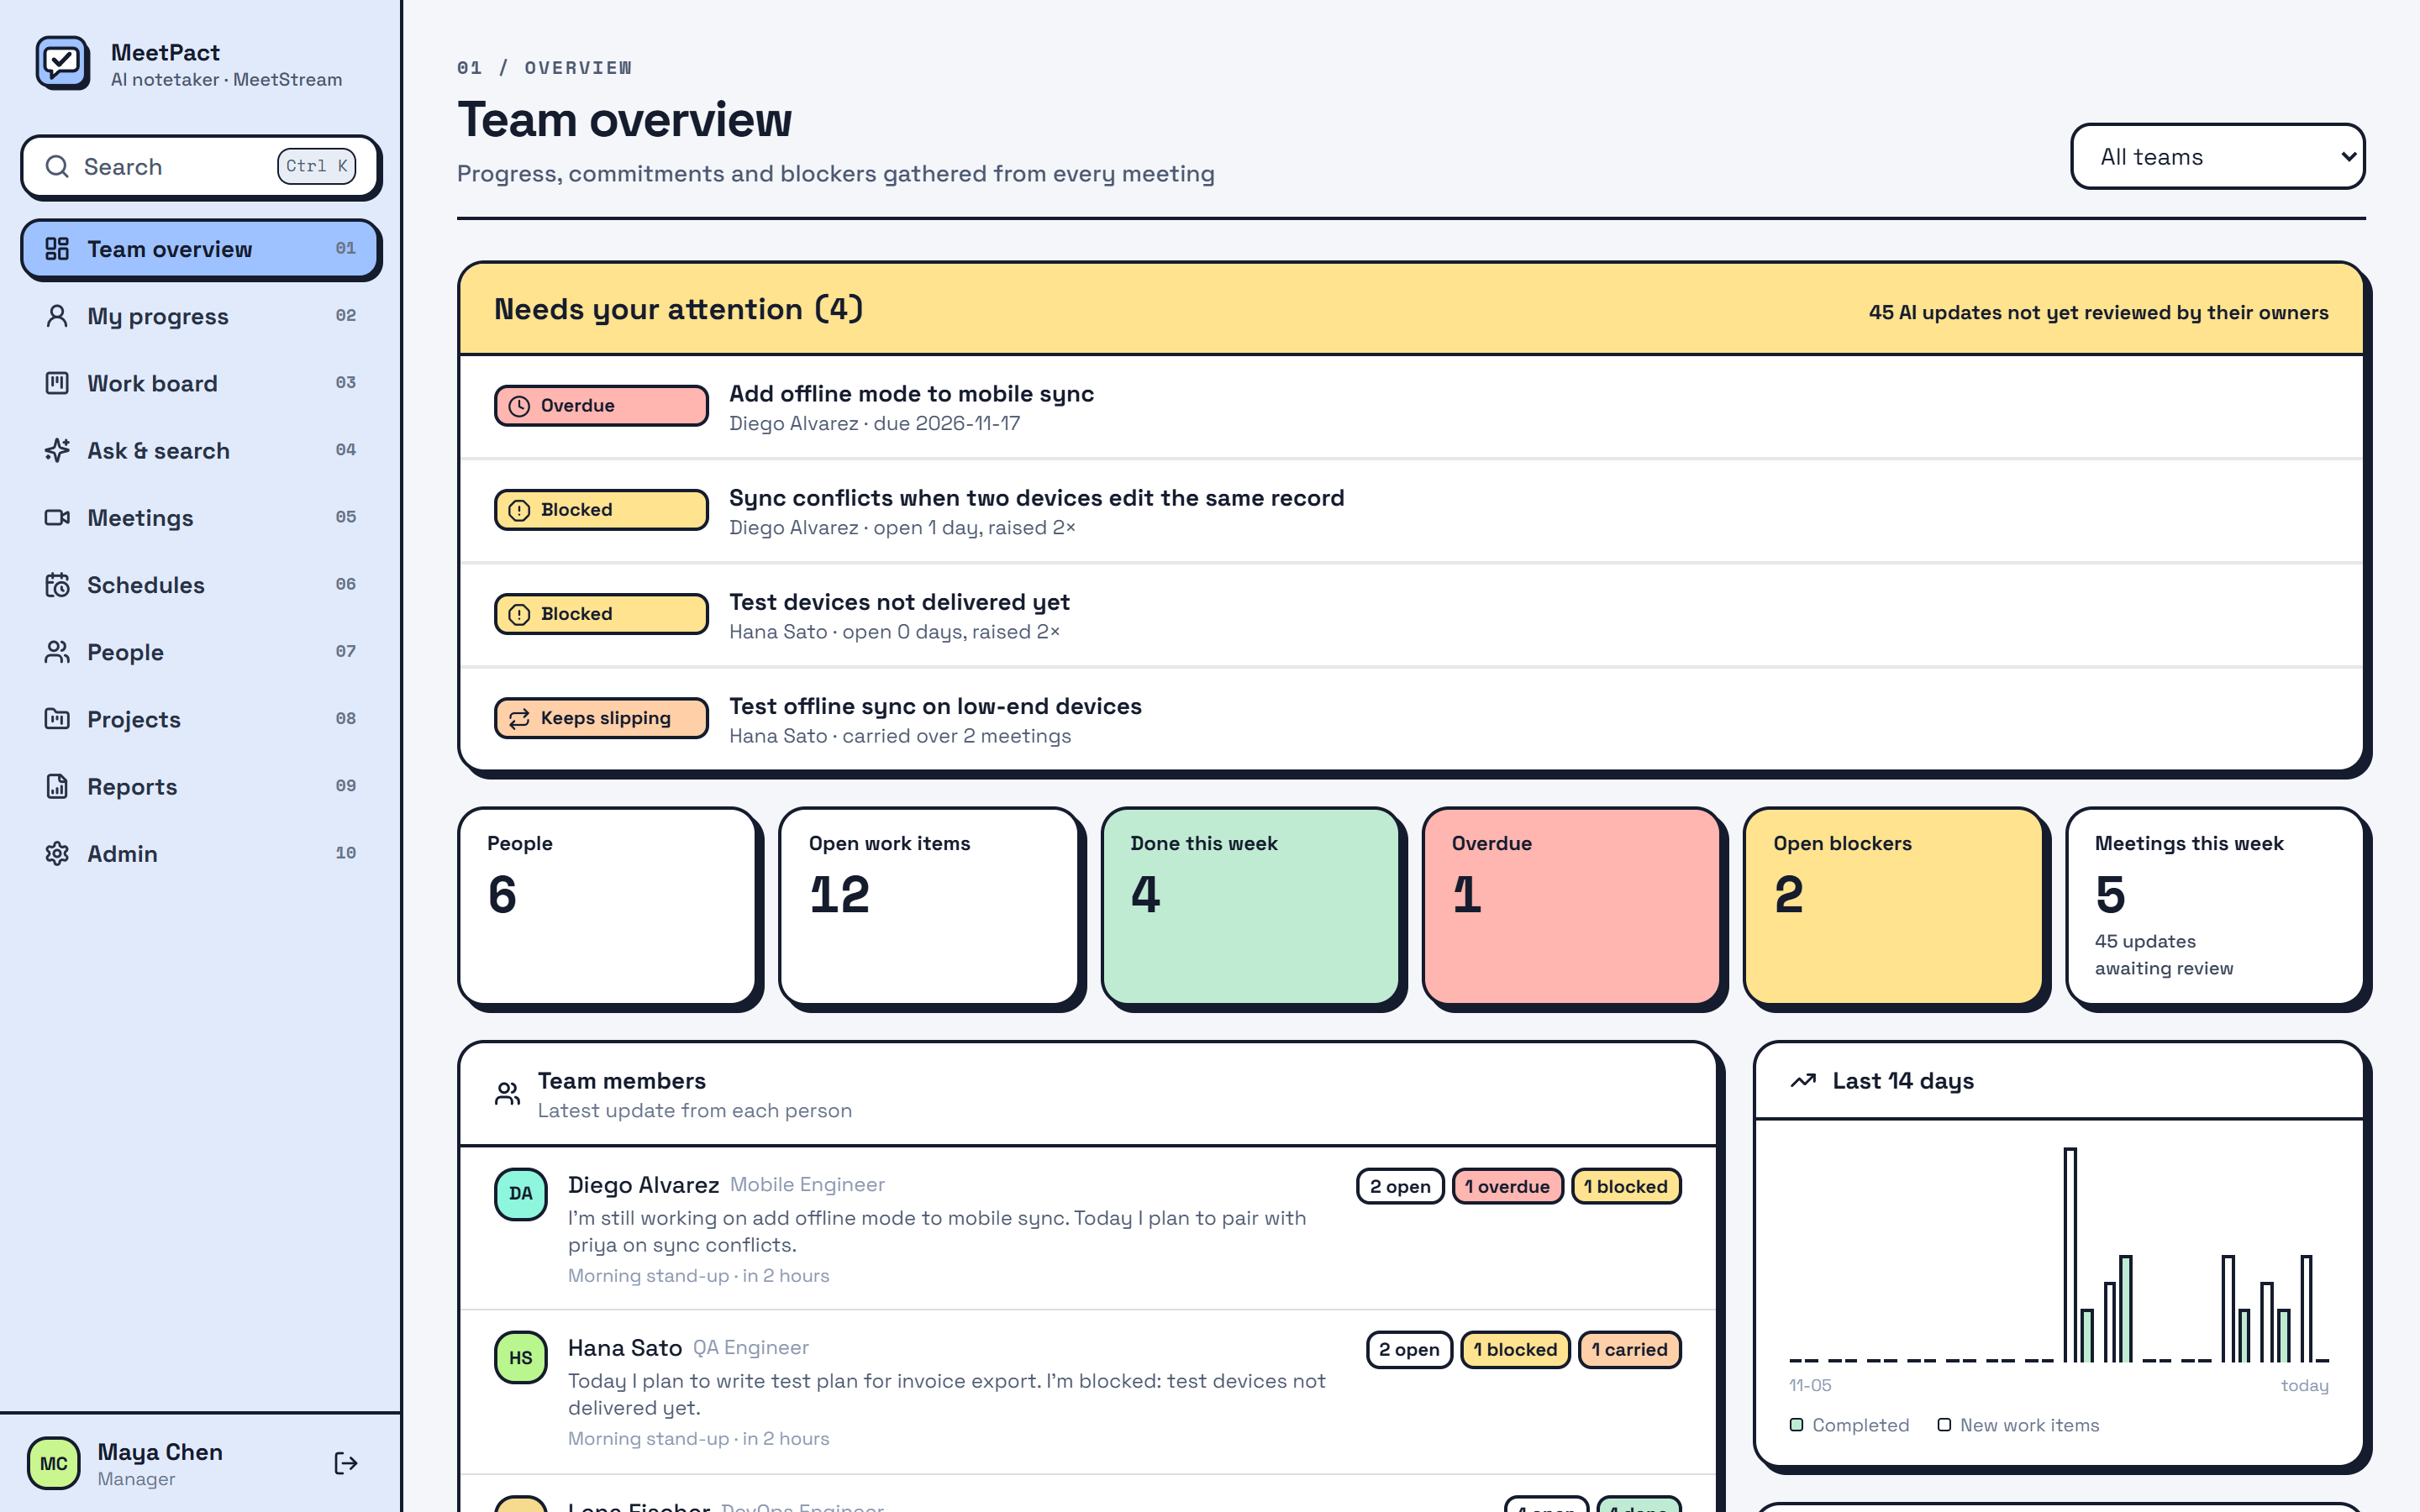 MeetPact
AI notetaker · MeetStream
Search
Ctrl K
Team overview 01
My progress 02
Work board 03
Ask & search 04
Meetings 05
Schedules 06
People 07
Projects 08
Reports 09
Admin 10
MC
Maya Chen
Manager
01 / OVERVIEW
Team overview
Progress, commitments and blockers gathered from every meeting
All teams
Needs your attention (4)
45 AI updates not yet reviewed by their owners
Overdue
Add offline mode to mobile sync
Diego Alvarez · due 2026-11-17
Blocked
Sync conflicts when two devices edit the same record
Diego Alvarez · open 1 day, raised 2×
Blocked
Test devices not delivered yet
Hana Sato · open 0 days, raised 2×
Keeps slipping
Test offline sync on low-end devices
Hana Sato · carried over 2 meetings
People
6
Open work items
12
Done this week
4
Overdue
1
Open blockers
2
Meetings this week
5
45 updates
awaiting review
Team members
Latest update from each person
DA
Diego Alvarez Mobile Engineer
2 open 1 overdue 1 blocked
I'm still working on add offline mode to mobile sync. Today I plan to pair with
priya on sync conflicts.
Morning stand-up · in 2 hours
HS
Hana Sato QA Engineer
2 open 1 blocked 1 carried
Today I plan to write test plan for invoice export. I'm blocked: test devices not
delivered yet.
Morning stand-up · in 2 hours
DevOps Engineer
Last 14 days
11-05
today
Completed
New work items